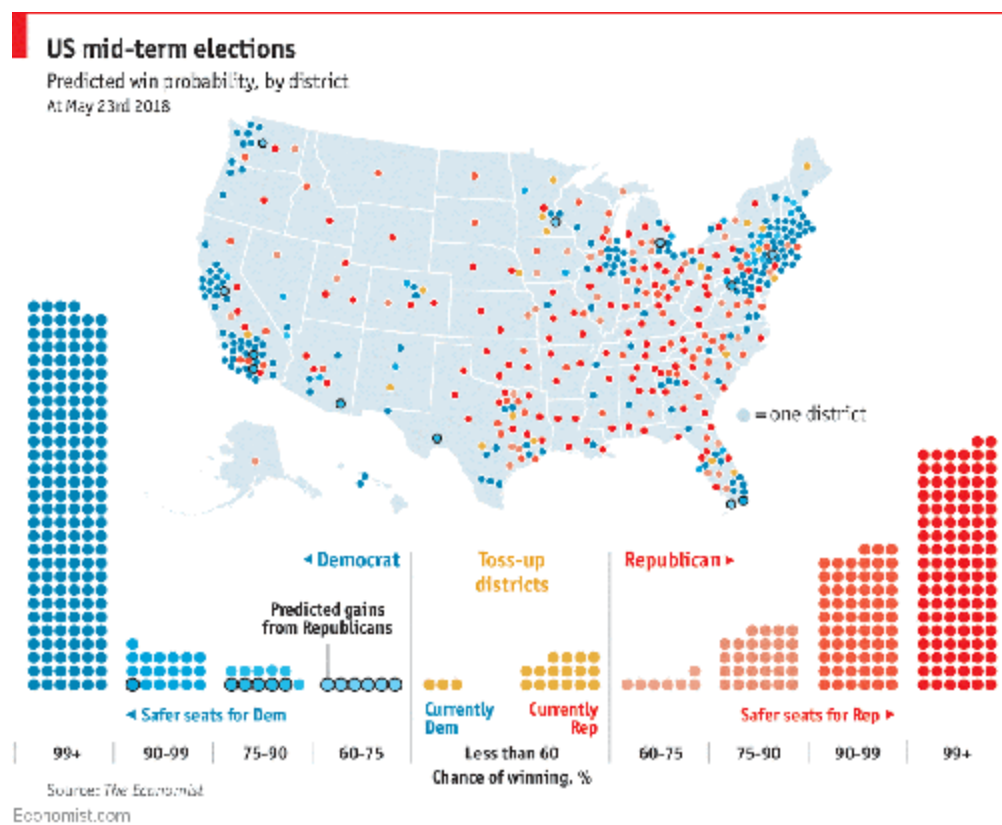 US mid-term elections
Predicted win probability, by district
At May 23rd 2018
= one district
◄ Democrat
Toss-up
districts
Republican ►
Predicted gains
from Republicans
Currently
Dem
Currently
Rep
◄ Safer seats for Dem
Safer seats for Rep ►
99+
90-99
75-90
60-75
Less than 60
60-75
75-90
90-99
99+
Chance of winning, %
Source: The Economist
Economist.com